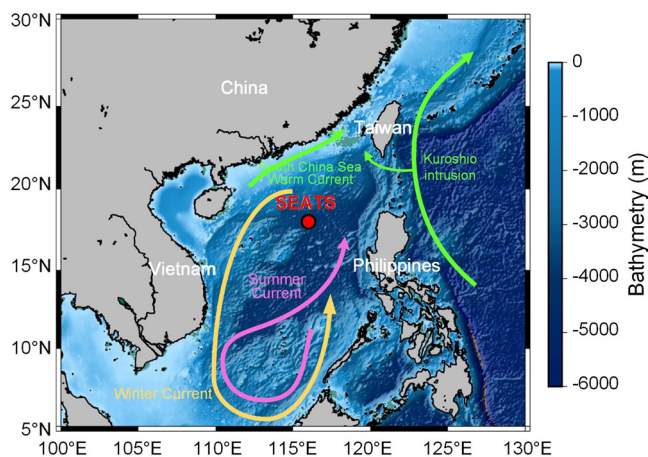 30°N
25°N
20°N
15°N
10°N
5°N
100°E
105°E
110°E
115°E
120°E
125°E
130°E
China
Taiwan
South China Sea
Warm Current
Kuroshio
intrusion
SEATS
Vietnam
Philippines
Summer
Current
Winter Current
0
-1000
-2000
-3000
-4000
-5000
-6000
Bathymetry (m)